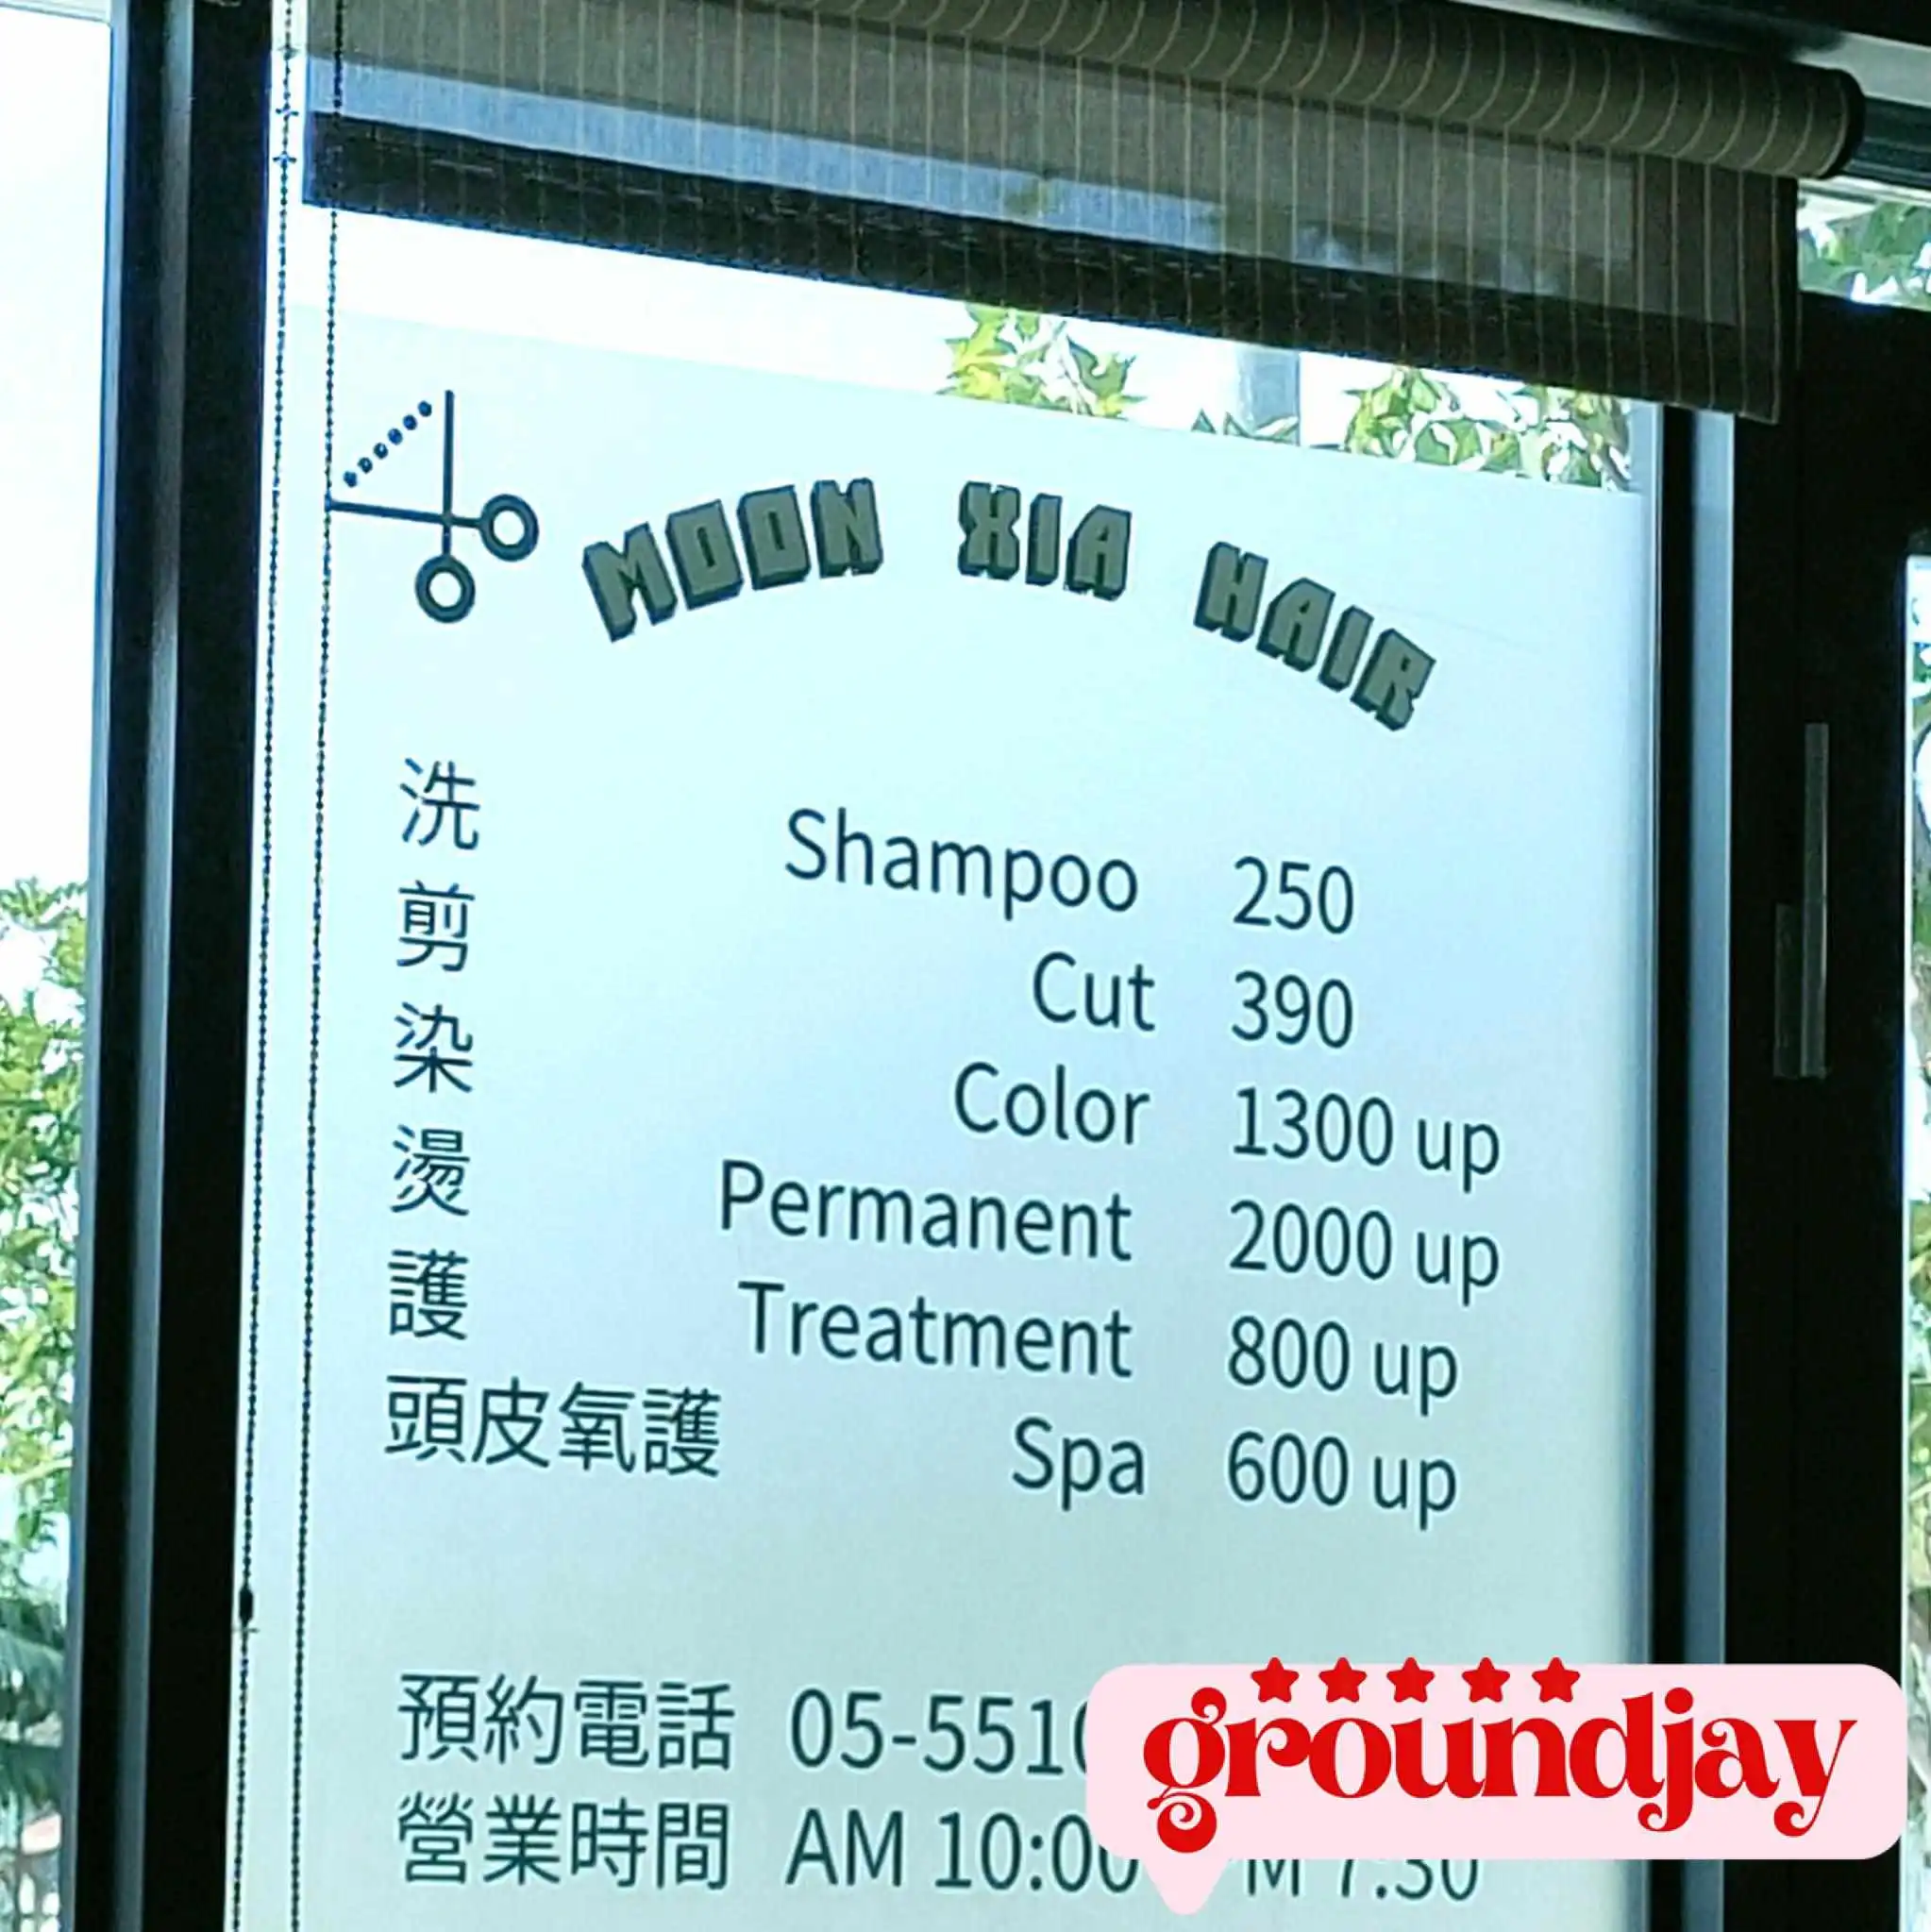 MOON XIA HAIR
洗 Shampoo 250
剪 Cut 390
染 Color 1300 up
燙 Permanent 2000 up
護 Treatment 800 up
頭皮氧護 Spa 600 up
預約電話 05-551
營業時間 AM 10:00 M 7:30
groundjay